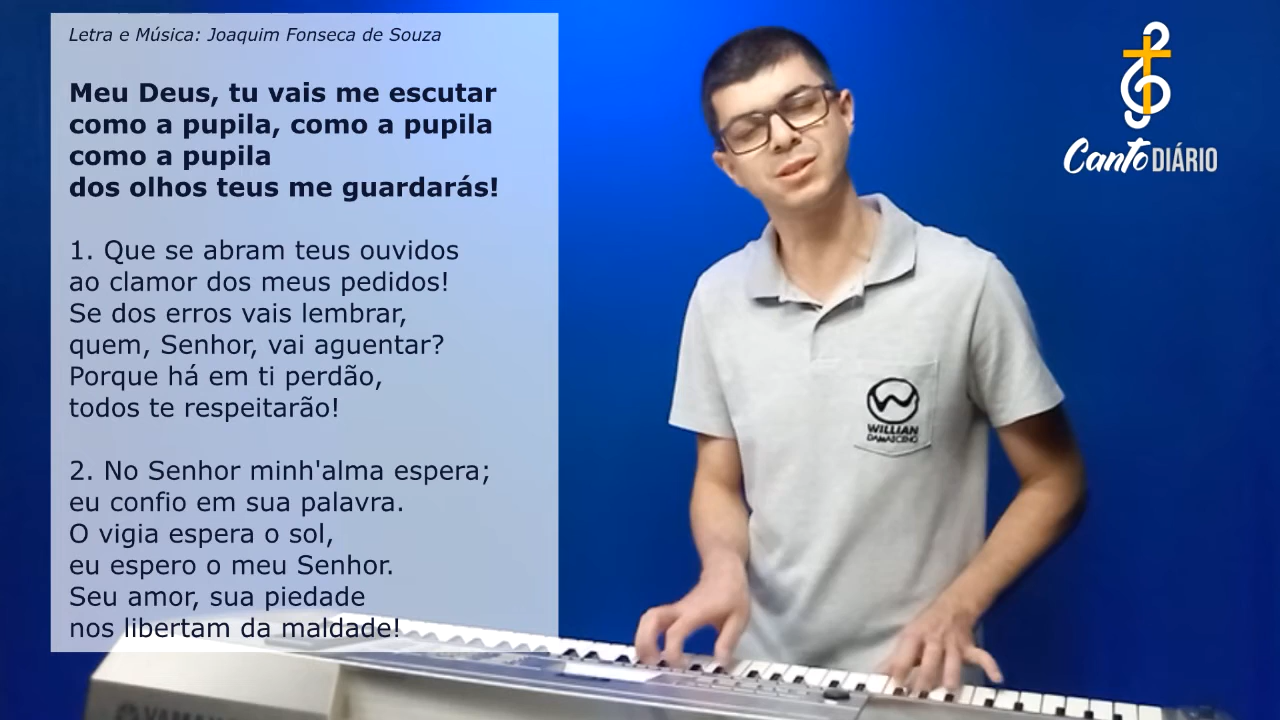 Letra e Música: Joaquim Fonseca de Souza
Meu Deus, tu vais me escutar
como a pupila, como a pupila
como a pupila
dos olhos teus me guardarás!
1. Que se abram teus ouvidos
ao clamor dos meus pedidos!
Se dos erros vais lembrar,
quem, Senhor, vai aguentar?
Porque há em ti perdão,
todos te respeitarão!
2. No Senhor minh'alma espera;
eu confio em sua palavra.
O vigia espera o sol,
eu espero o meu Senhor.
Seu amor, sua piedade
nos libertam da maldade!
Canto DIÁRIO
WILLIAN
DAMASCENO